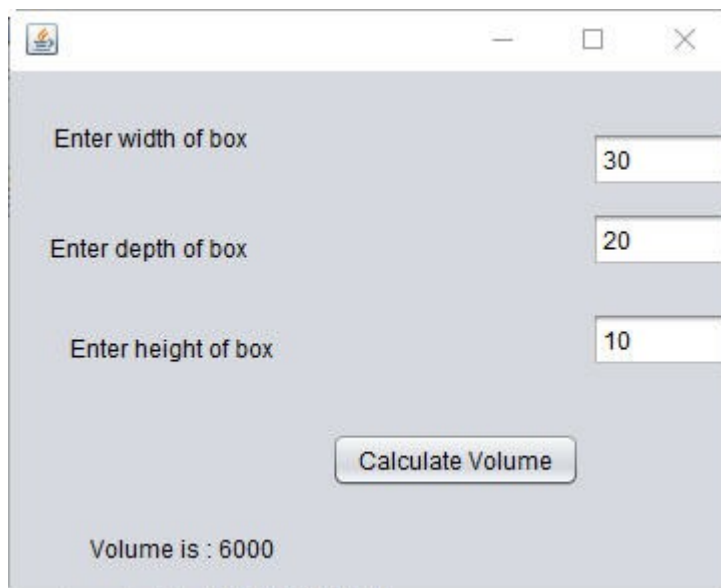 Enter width of box
30
Enter depth of box
20
Enter height of box
10
Calculate Volume
Volume is : 6000